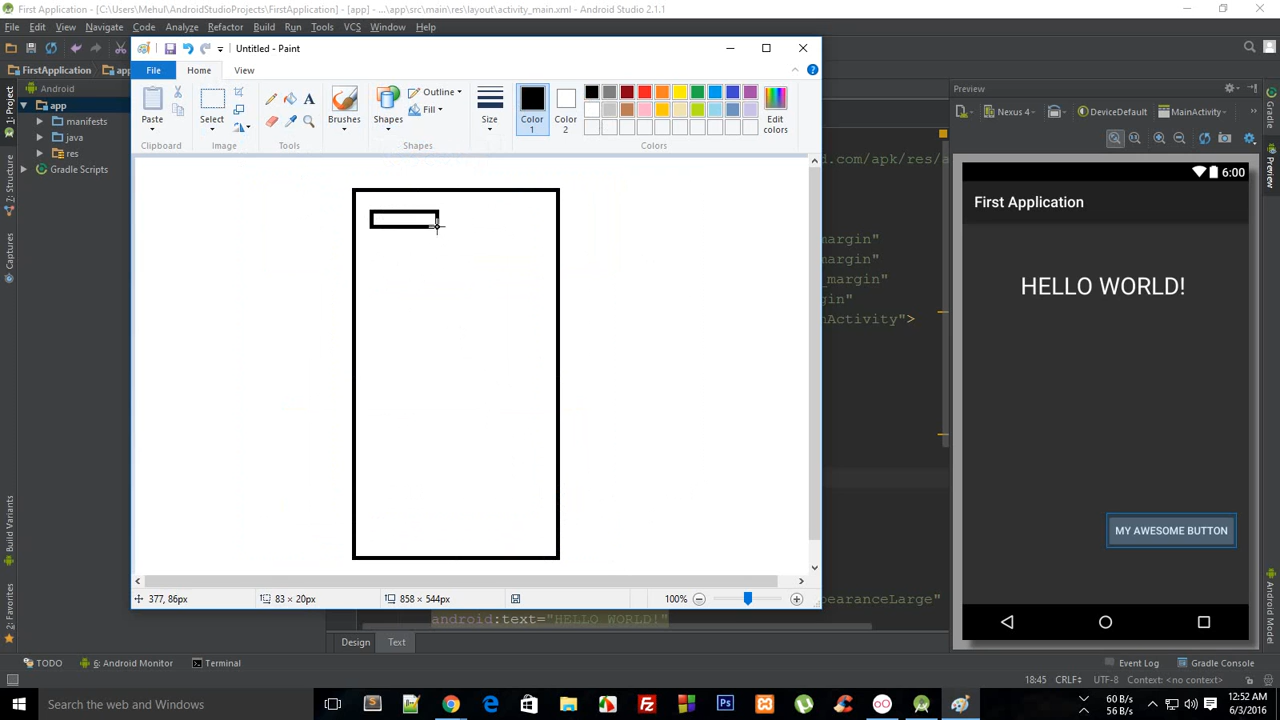 First Application - [C:\Users\Mehul\AndroidStudioProjects\FirstApplication] - [app] - ...\app\src\main\res\layout\activity_main.xml - Android Studio 2.1.1
File Edit View Navigate Code Analyze Refactor Build Run Tools VCS Window Help
FirstApplication
Untitled - Paint
File Home View
Paste
Select
Brushes
Shapes
Outline
Fill
Size
Color 1
Color 2
Edit colors
Clipboard Image Tools Shapes Colors
377, 86px 83 × 20px 858 × 544px 100%
1: Project
7: Structure
Captures
Build Variants
2: Favorites
Android
app
manifests
java
res
Gradle Scripts
d.com/apk/res/a
argin"
argin"
_margin"
gin"
nActivity">
pearanceLarge"
android:text="HELLO WORLD!"
Design Text
Preview
Nexus 4 DeviceDefault MainActivity
6:00
First Application
HELLO WORLD!
MY AWESOME BUTTON
Gradle
Preview
Android Model
TODO 6: Android Monitor Terminal Event Log Gradle Console
18:45 CRLF UTF-8 Context: <no context>
Search the web and Windows
60 B/s
56 B/s
12:52 AM
6/3/2016